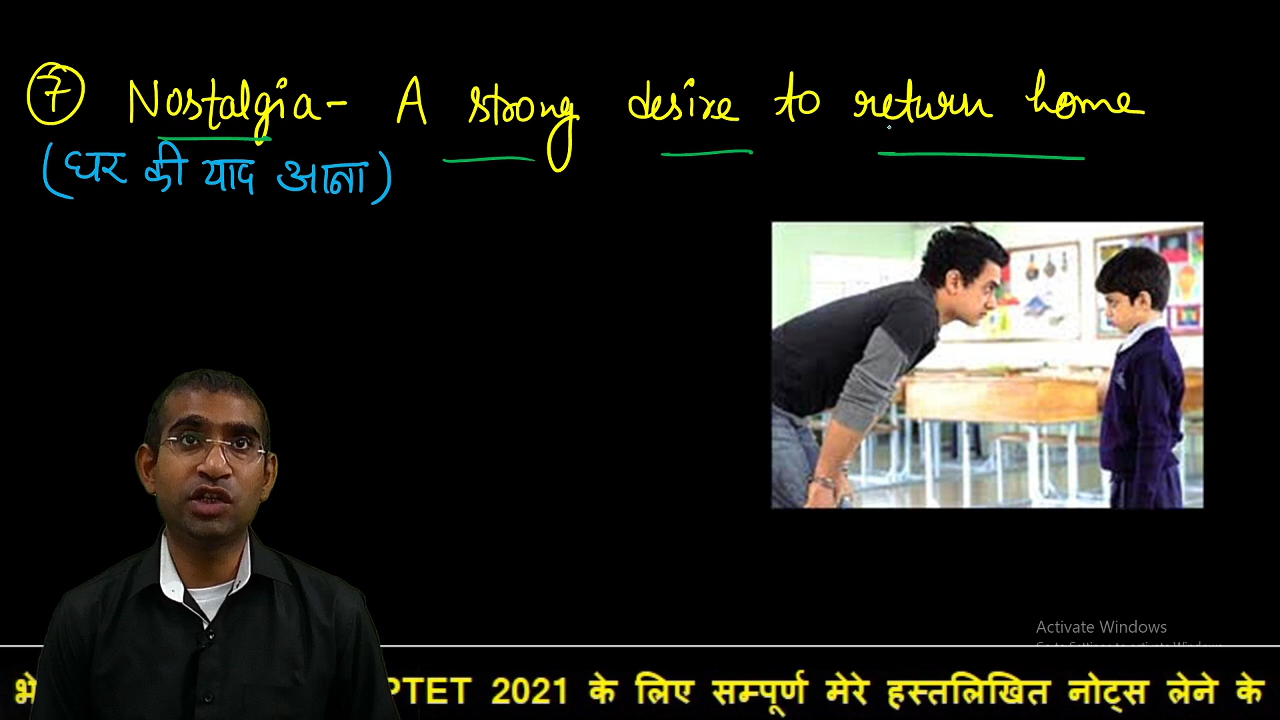 7 Nostalgia - A strong desire to return home
(घर की याद आना)
Activate Windows
PTET 2021 के लिए सम्पूर्ण मेरे हस्तलिखित नोट्स लेने के